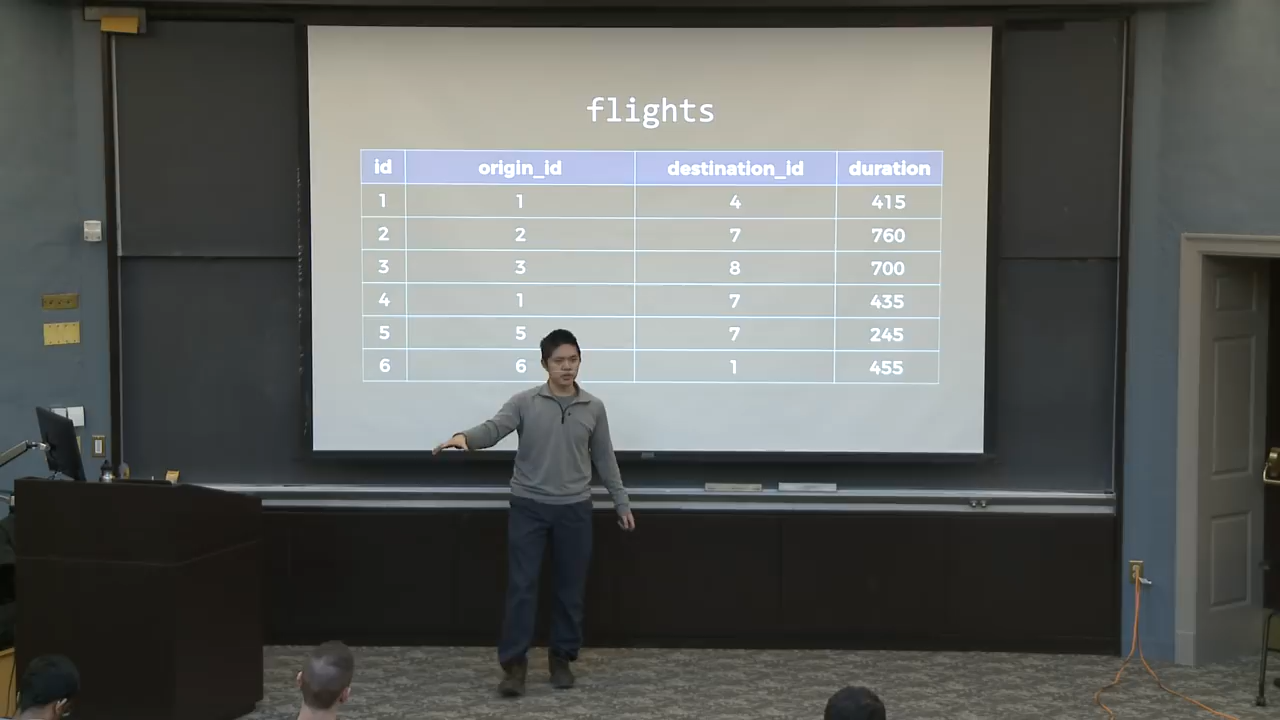 flights
id origin_id destination_id duration
1 1 4 415
2 2 7 760
3 3 8 700
4 1 7 435
5 5 7 245
6 6 1 455